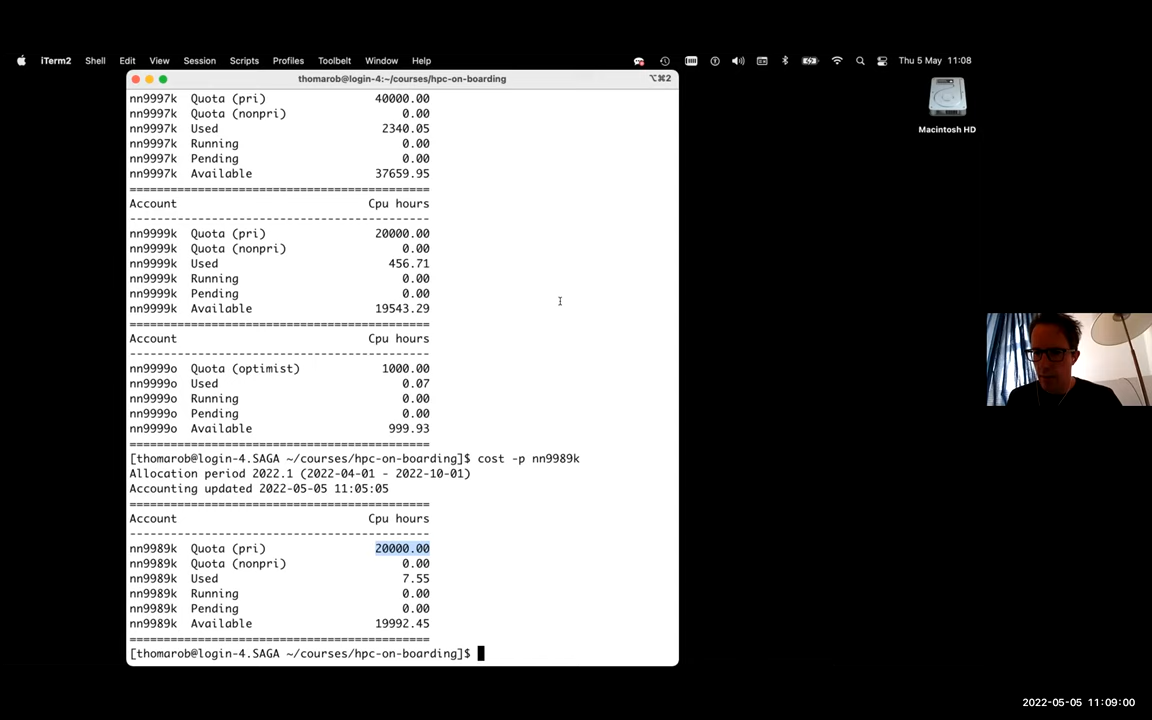 iTerm2 Shell Edit View Session Scripts Profiles Toolbelt Window Help Thu 5 May 11:08
thomarob@login-4:~/courses/hpc-on-boarding ⌥⌘2
Macintosh HD
nn9997k Quota (pri) 40000.00
nn9997k Quota (nonpri) 0.00
nn9997k Used 2340.05
nn9997k Running 0.00
nn9997k Pending 0.00
nn9997k Available 37659.95
============================================
Account Cpu hours
--------------------------------------------
nn9999k Quota (pri) 20000.00
nn9999k Quota (nonpri) 0.00
nn9999k Used 456.71
nn9999k Running 0.00
nn9999k Pending 0.00
nn9999k Available 19543.29
============================================
Account Cpu hours
--------------------------------------------
nn9999o Quota (optimist) 1000.00
nn9999o Used 0.07
nn9999o Running 0.00
nn9999o Pending 0.00
nn9999o Available 999.93
============================================
[thomarob@login-4.SAGA ~/courses/hpc-on-boarding]$ cost -p nn9989k
Allocation period 2022.1 (2022-04-01 - 2022-10-01)
Accounting updated 2022-05-05 11:05:05
============================================
Account Cpu hours
--------------------------------------------
nn9989k Quota (pri) 20000.00
nn9989k Quota (nonpri) 0.00
nn9989k Used 7.55
nn9989k Running 0.00
nn9989k Pending 0.00
nn9989k Available 19992.45
============================================
[thomarob@login-4.SAGA ~/courses/hpc-on-boarding]$
2022-05-05 11:09:00